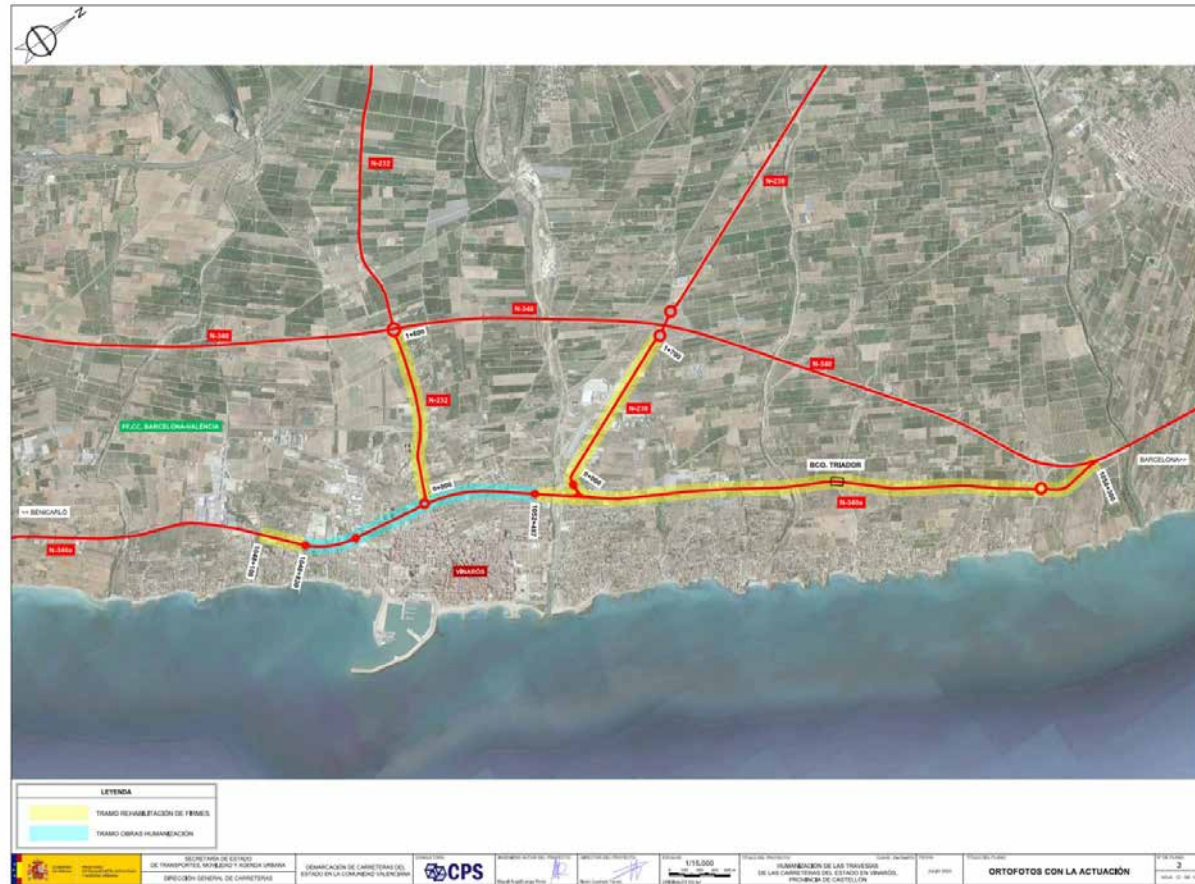 N
N-232
N-238
N-340
N-340
1+600
1+700
N-340
N-232
N-238
FF.CC. BARCELONA-VALENCIA
BARCELONA>>
BCO. TRIADOR
0+000
0+000
<< BENICARLÓ
N-340a
N-340a
1052+487
VINARÒS
LEYENDA
TRAMO REHABILITACIÓN DE FIRMES
TRAMO OBRAS HUMANIZACIÓN
SECRETARÍA DE ESTADO
DE TRANSPORTES, MOVILIDAD Y AGENDA URBANA
DIRECCIÓN GENERAL DE CARRETERAS
DEMARCACIÓN DE CARRETERAS DEL
ESTADO EN LA COMUNIDAD VALENCIANA
CPS
1/15.000
HUMANIZACIÓN DE LAS TRAVESÍAS
DE LAS CARRETERAS DEL ESTADO EN VINARÒS,
PROVINCIA DE CASTELLÓN
ORTOFOTOS CON LA ACTUACIÓN
3